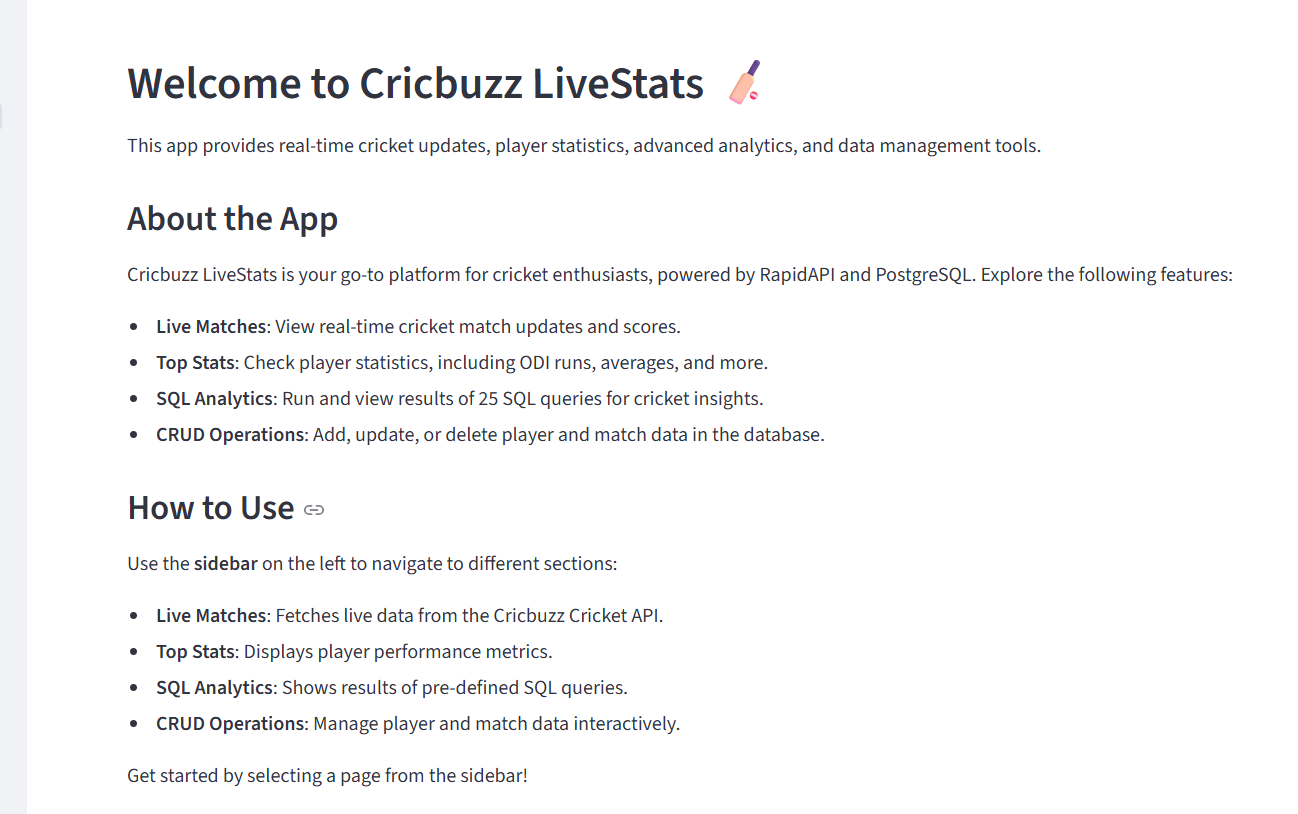 Welcome to Cricbuzz LiveStats 🏏
This app provides real-time cricket updates, player statistics, advanced analytics, and data management tools.
About the App
Cricbuzz LiveStats is your go-to platform for cricket enthusiasts, powered by RapidAPI and PostgreSQL. Explore the following features:
• Live Matches: View real-time cricket match updates and scores.
• Top Stats: Check player statistics, including ODI runs, averages, and more.
• SQL Analytics: Run and view results of 25 SQL queries for cricket insights.
• CRUD Operations: Add, update, or delete player and match data in the database.
How to Use
Use the sidebar on the left to navigate to different sections:
• Live Matches: Fetches live data from the Cricbuzz Cricket API.
• Top Stats: Displays player performance metrics.
• SQL Analytics: Shows results of pre-defined SQL queries.
• CRUD Operations: Manage player and match data interactively.
Get started by selecting a page from the sidebar!